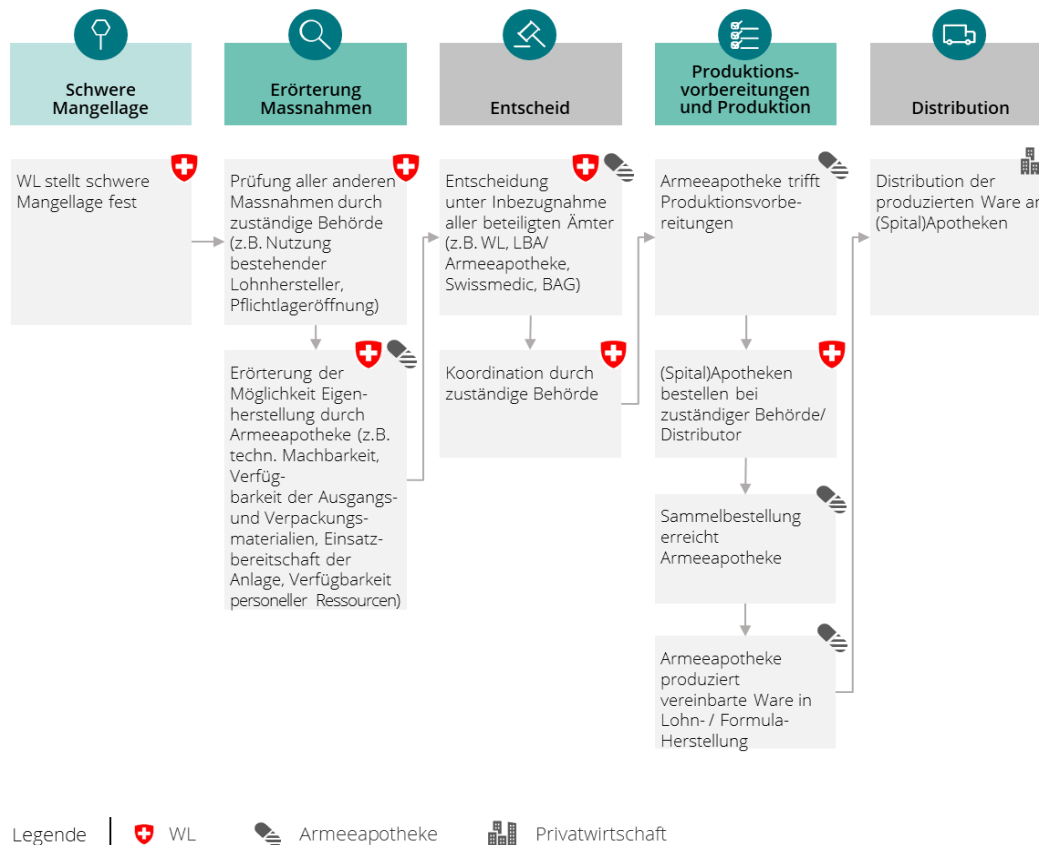 Schwere
Mangellage
Erörterung
Massnahmen
Entscheid
Produktions-
vorbereitungen
und Produktion
Distribution
WL stellt schwere
Mangellage fest
Prüfung aller anderen
Massnahmen durch
zuständige Behörde
(z.B. Nutzung
bestehender
Lohnhersteller,
Pflichtlageröffnung)
Erörterung der
Möglichkeit Eigen-
herstellung durch
Armeeapotheke (z.B.
techn. Machbarkeit,
Verfüg-
barkeit der Ausgangs-
und Verpackungs-
materialien, Einsatz-
bereitschaft der
Anlage, Verfügbarkeit
personeller Ressourcen)
Entscheidung
unter Inbezugnahme
aller beteiligten Ämter
(z.B. WL, LBA/
Armeeapotheke,
Swissmedic, BAG)
Koordination durch
zuständige Behörde
Armeeapotheke trifft
Produktionsvorbe-
reitungen
(Spital)Apotheken
bestellen bei
zuständiger Behörde/
Distributor
Sammelbestellung
erreicht
Armeeapotheke
Armeeapotheke
produziert
vereinbarte Ware in
Lohn- / Formula-
Herstellung
Distribution der
produzierten Ware an
(Spital)Apotheken
Legende
WL
Armeeapotheke
Privatwirtschaft